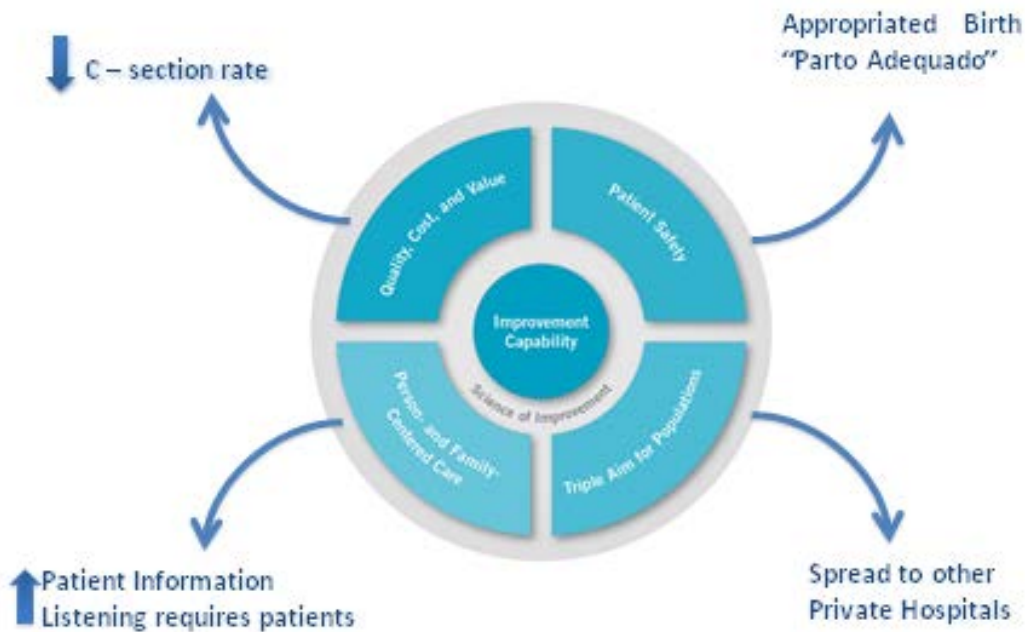 C – section rate
Appropriated Birth
“Parto Adequado”
Quality, Cost, and Value
Patient Safety
Improvement
Capability
Science of Improvement
Person- and Family-
Centered Care
Triple Aim for Populations
Patient Information
Listening requires patients
Spread to other
Private Hospitals